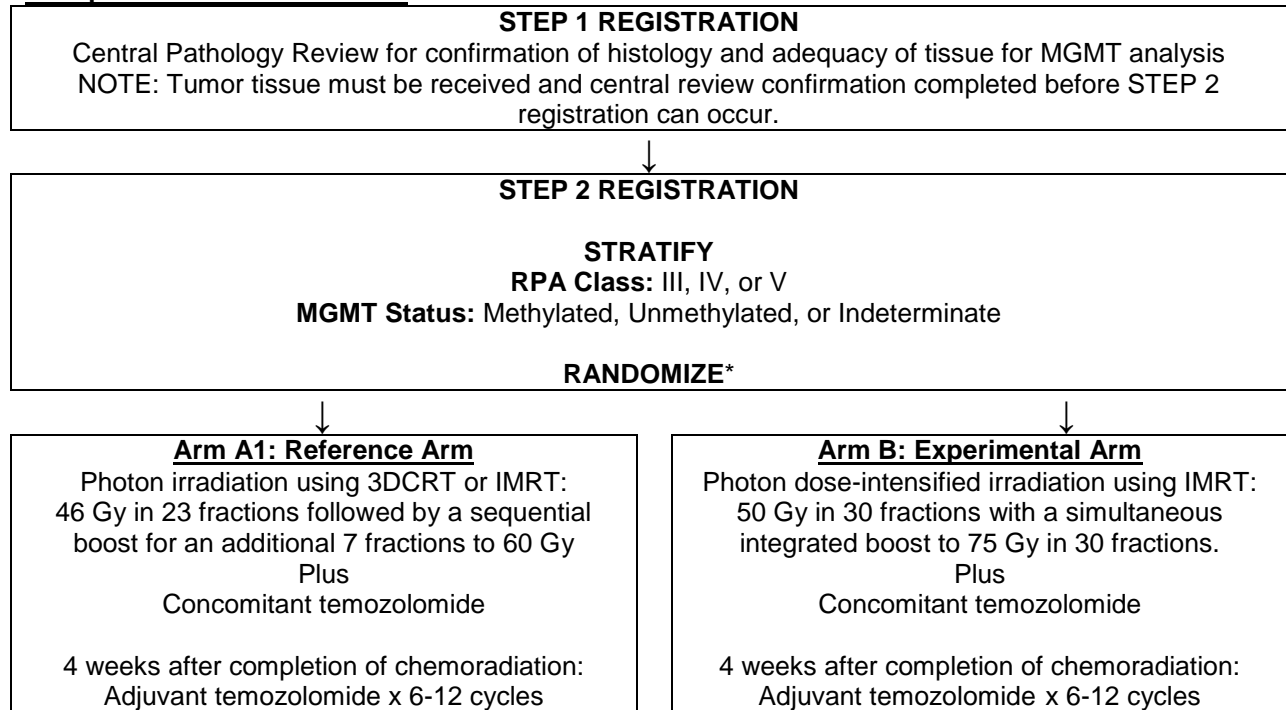 STEP 1 REGISTRATION
Central Pathology Review for confirmation of histology and adequacy of tissue for MGMT analysis
NOTE: Tumor tissue must be received and central review confirmation completed before STEP 2
registration can occur.
↓
STEP 2 REGISTRATION
STRATIFY
RPA Class: III, IV, or V
MGMT Status: Methylated, Unmethylated, or Indeterminate
RANDOMIZE*
↓ ↓
Arm A1: Reference Arm
Photon irradiation using 3DCRT or IMRT:
46 Gy in 23 fractions followed by a sequential
boost for an additional 7 fractions to 60 Gy
Plus
Concomitant temozolomide
4 weeks after completion of chemoradiation:
Adjuvant temozolomide x 6-12 cycles
Arm B: Experimental Arm
Photon dose-intensified irradiation using IMRT:
50 Gy in 30 fractions with a simultaneous
integrated boost to 75 Gy in 30 fractions.
Plus
Concomitant temozolomide
4 weeks after completion of chemoradiation:
Adjuvant temozolomide x 6-12 cycles